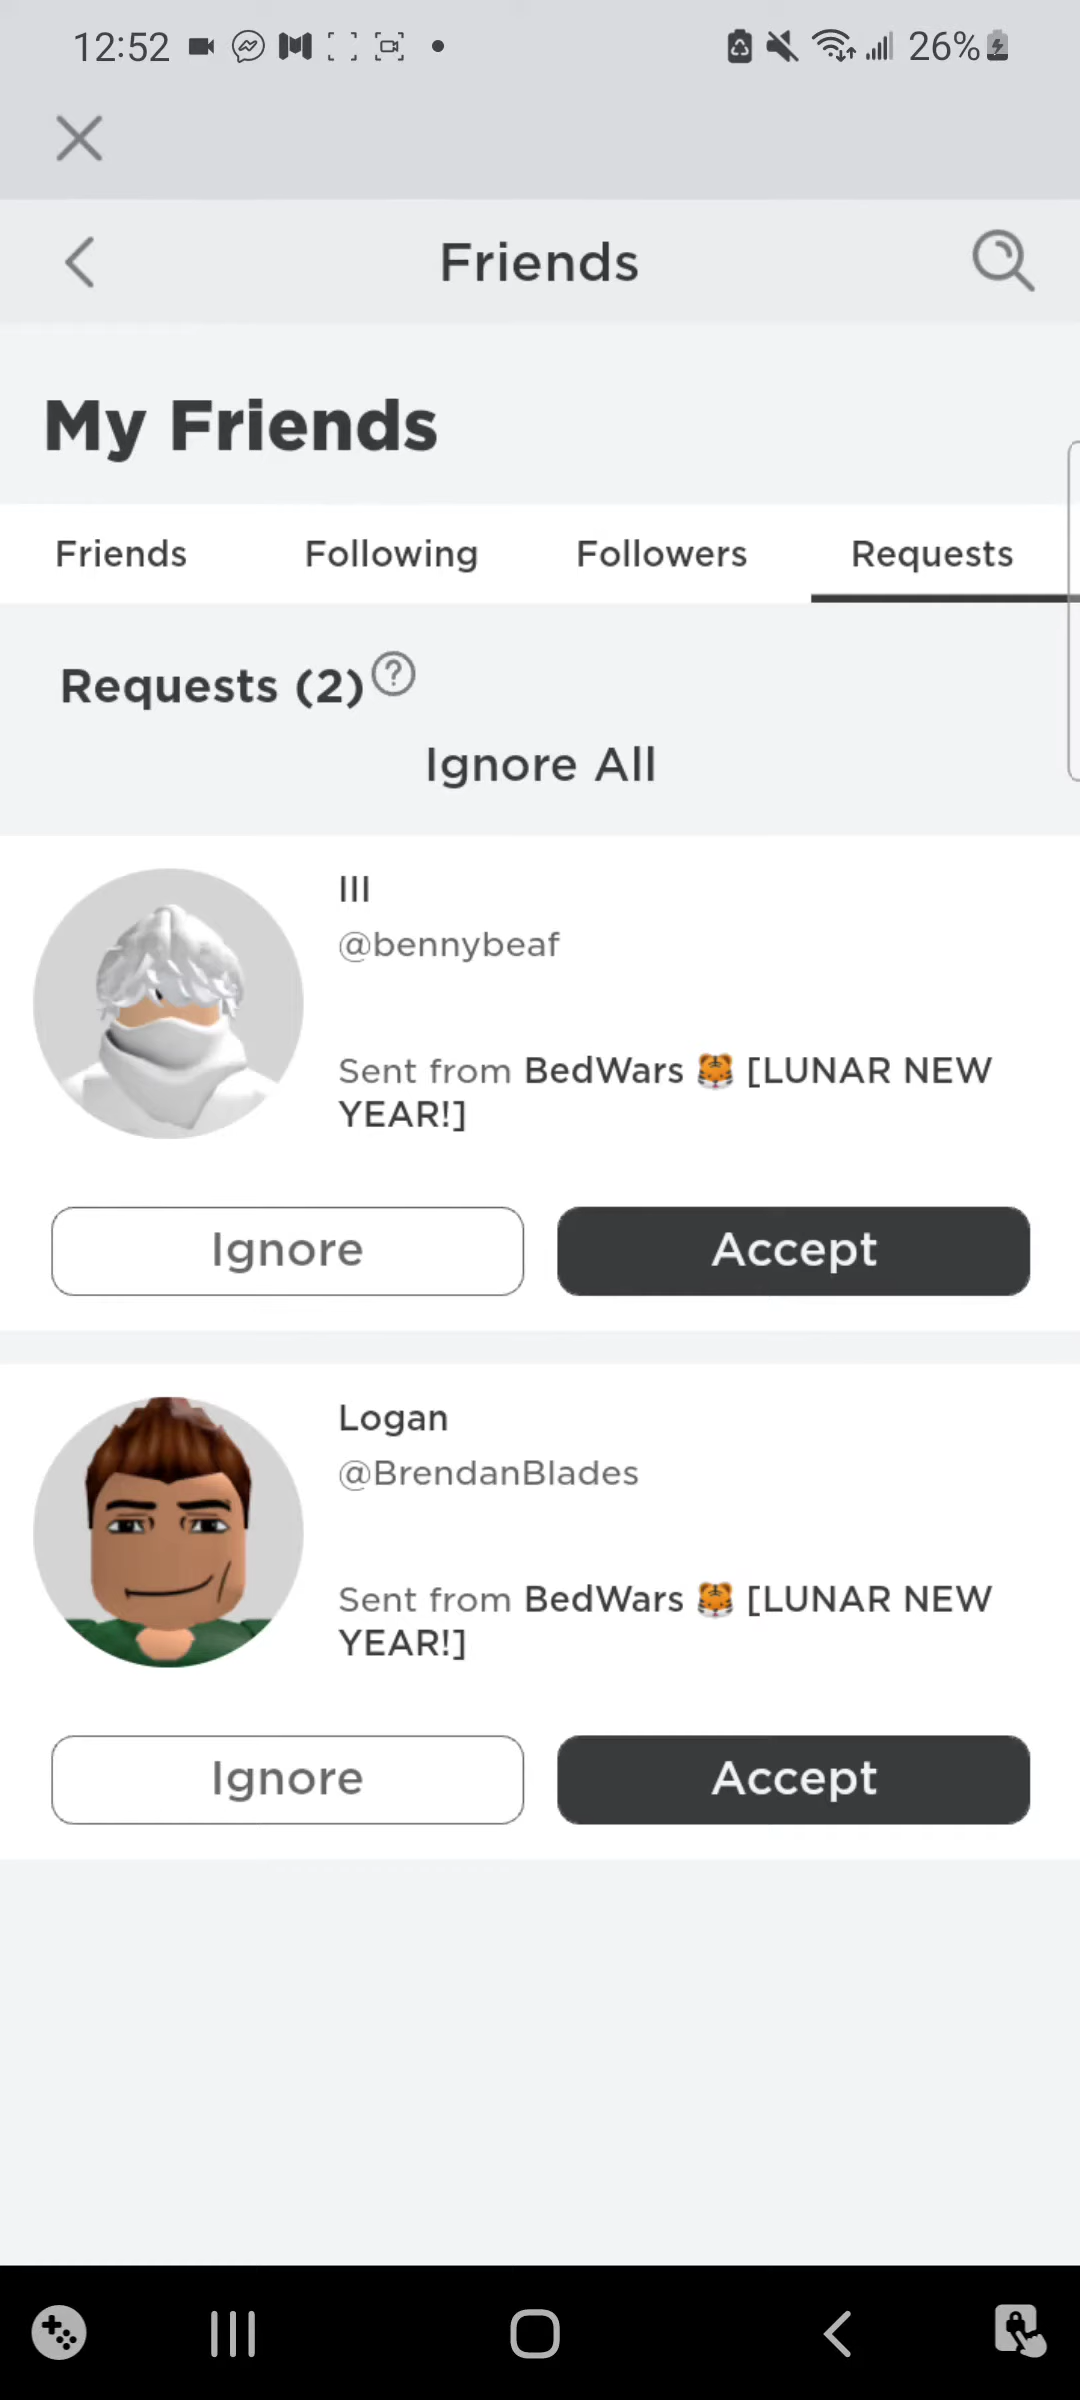 12:52
26%
Friends
My Friends
Friends Following Followers Requests
Requests (2)
Ignore All
III
@bennybeaf
Sent from BedWars 🐯 [LUNAR NEW
YEAR!]
Ignore Accept
Logan
@BrendanBlades
Sent from BedWars 🐯 [LUNAR NEW
YEAR!]
Ignore Accept